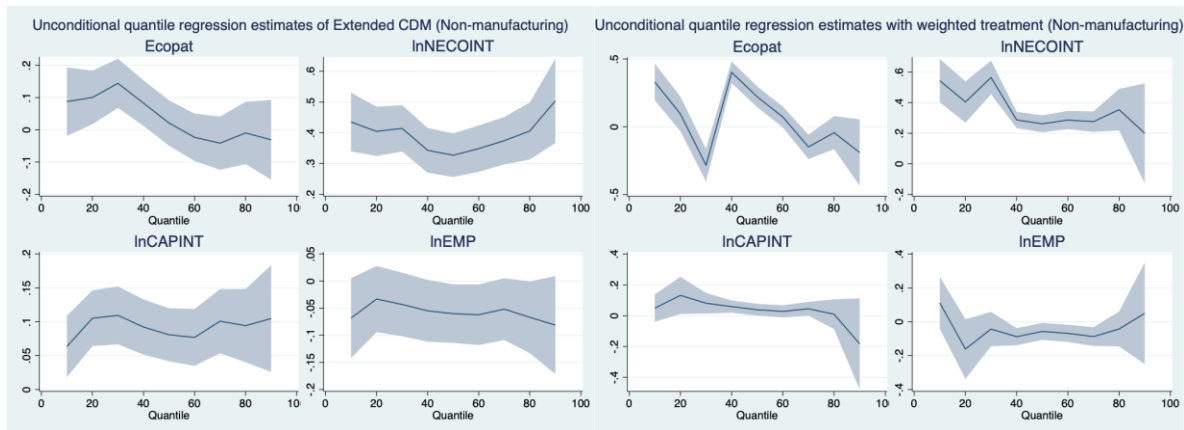 Unconditional quantile regression estimates of Extended CDM (Non-manufacturing)
Ecopat
.2
.1
0
-.1
-.2
0 20 40 60 80 10
Quantile
lnNECOINT
.6
.5
.4
.3
.2
0 20 40 60 80 100
Quantile
lnCAPINT
.2
.15
.1
.05
0
0 20 40 60 80 10
Quantile
lnEMP
.05
0
-.05
-.1
-.15
-.2
0 20 40 60 80 100
Quantile
Unconditional quantile regression estimates with weighted treatment (Non-manufacturing)
Ecopat
.5
0
-.5
0 20 40 60 80 10
Quantile
lnNECOINT
.6
.4
.2
0
-.2
0 20 40 60 80 100
Quantile
lnCAPINT
.4
.2
0
-.2
-.4
0 20 40 60 80 10
Quantile
lnEMP
.4
.2
0
-.2
-.4
0 20 40 60 80 100
Quantile